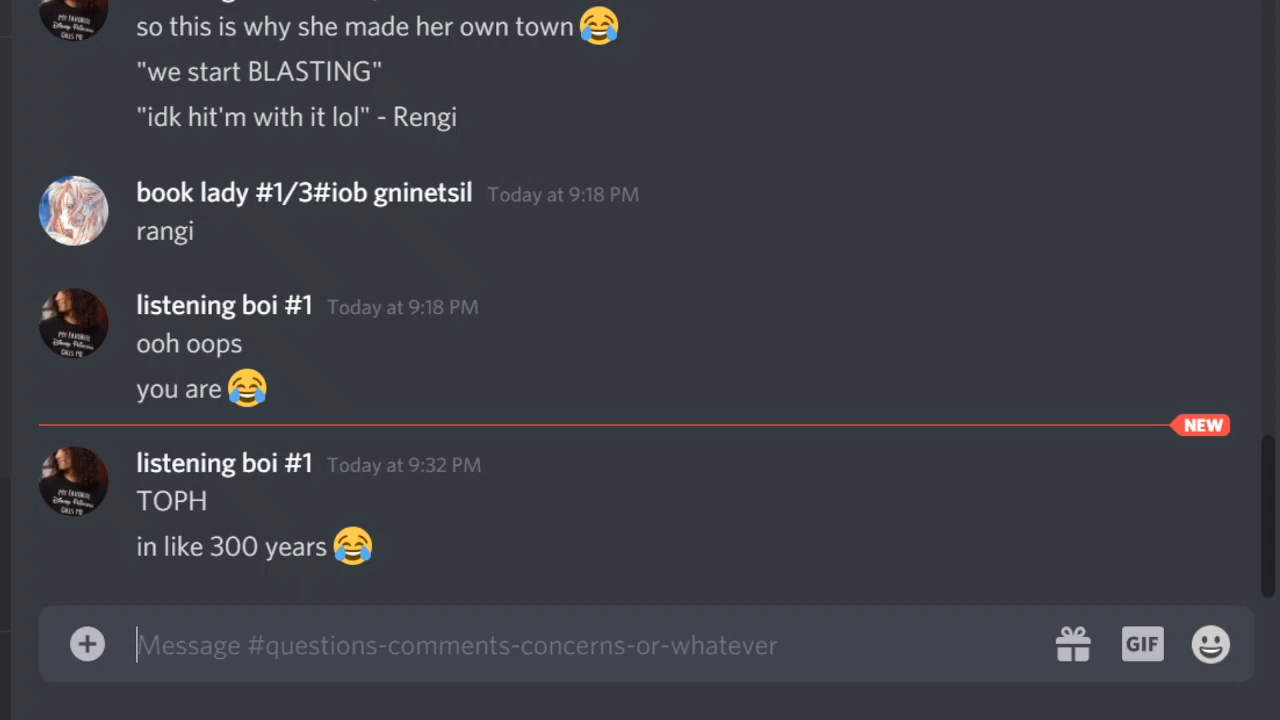 so this is why she made her own town 😂
"we start BLASTING"
"idk hit'm with it lol" - Rengi
book lady #1/3#iob gninetsil Today at 9:18 PM
rangi
listening boi #1 Today at 9:18 PM
ooh oops
you are 😂
NEW
listening boi #1 Today at 9:32 PM
TOPH
in like 300 years 😂
Message #questions-comments-concerns-or-whatever
GIF